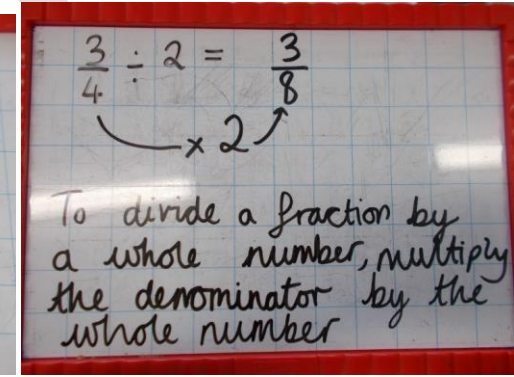 3/4 ÷ 2 = 3/8
× 2
To divide a fraction by
a whole number, multiply
the denominator by the
whole number